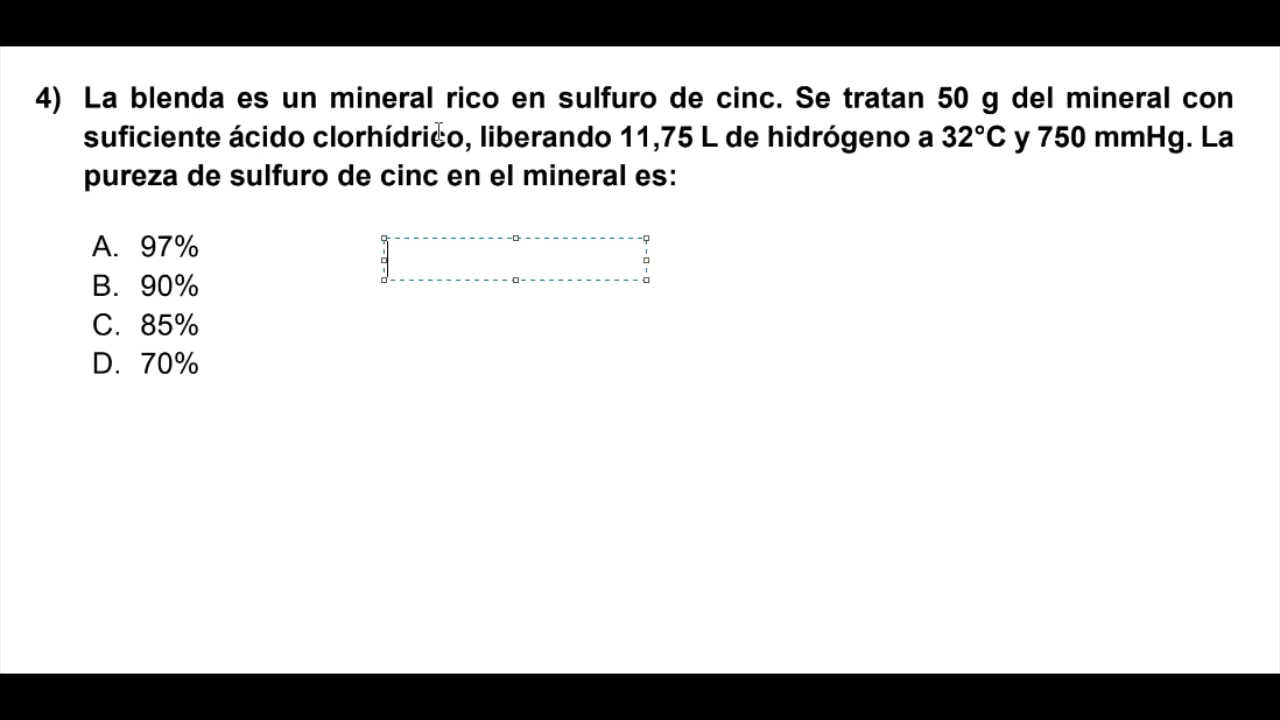 4) La blenda es un mineral rico en sulfuro de cinc. Se tratan 50 g del mineral con
suficiente ácido clorhídrico, liberando 11,75 L de hidrógeno a 32°C y 750 mmHg. La
pureza de sulfuro de cinc en el mineral es:
A. 97%
B. 90%
C. 85%
D. 70%